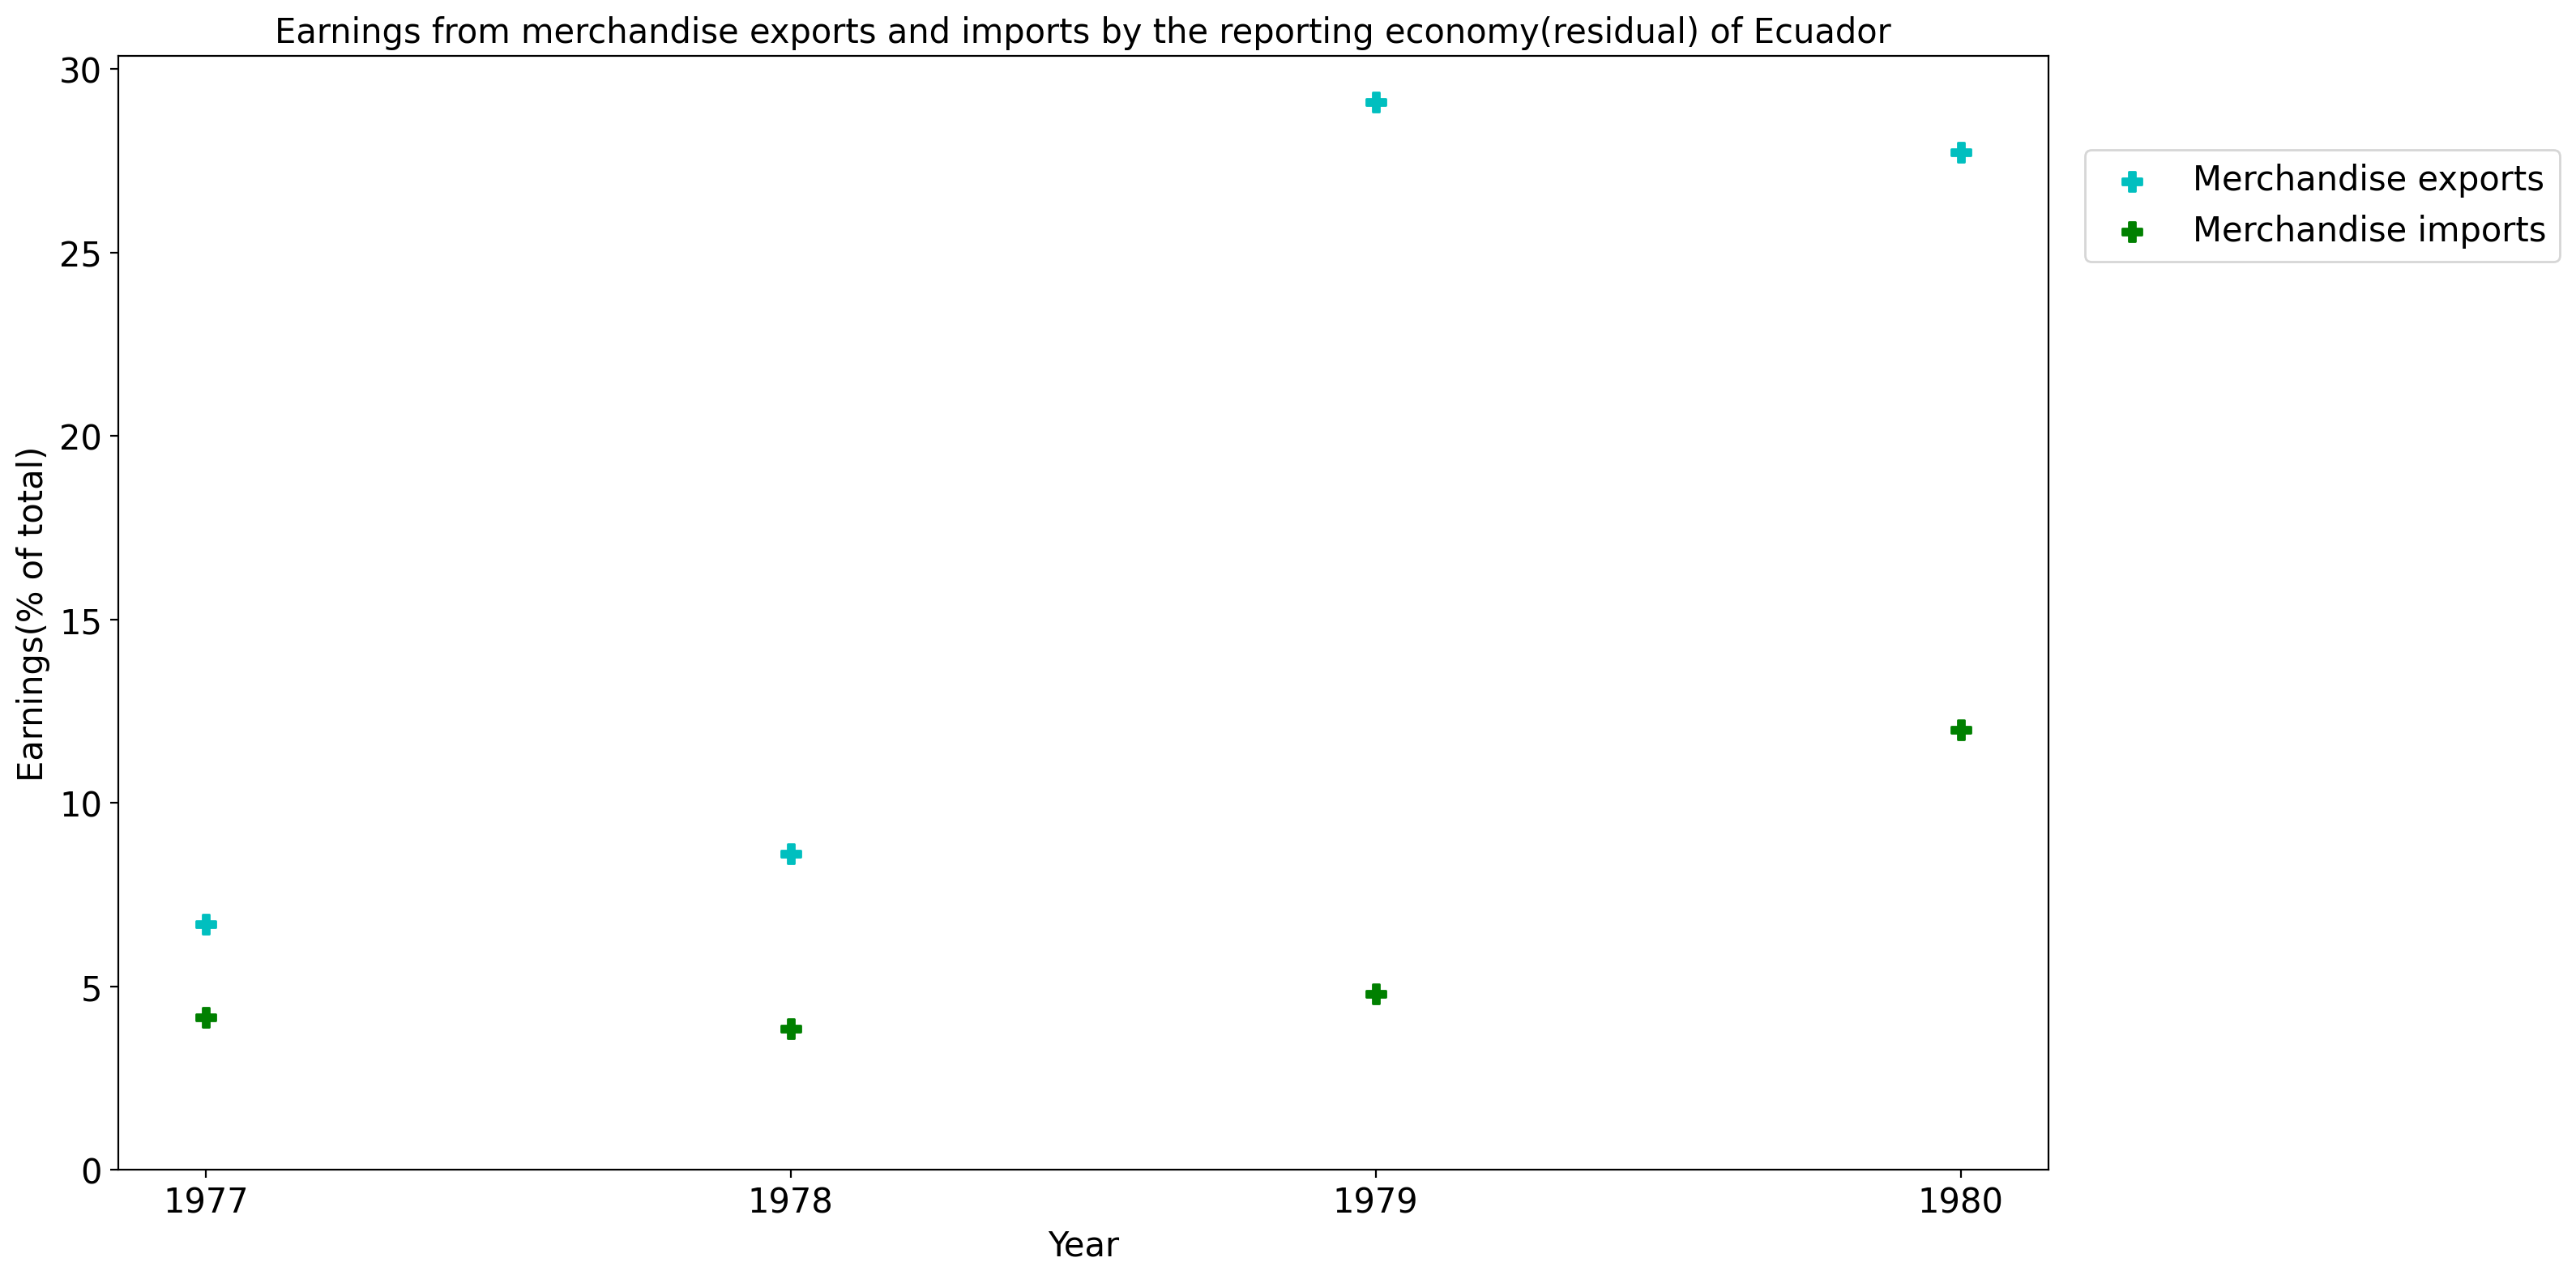 Earnings from merchandise exports and imports by the reporting economy(residual) of Ecuador
30
25
20
15
10
5
0
Earnings(% of total)
1977 1978 1979 1980
Year
Merchandise exports
Merchandise imports